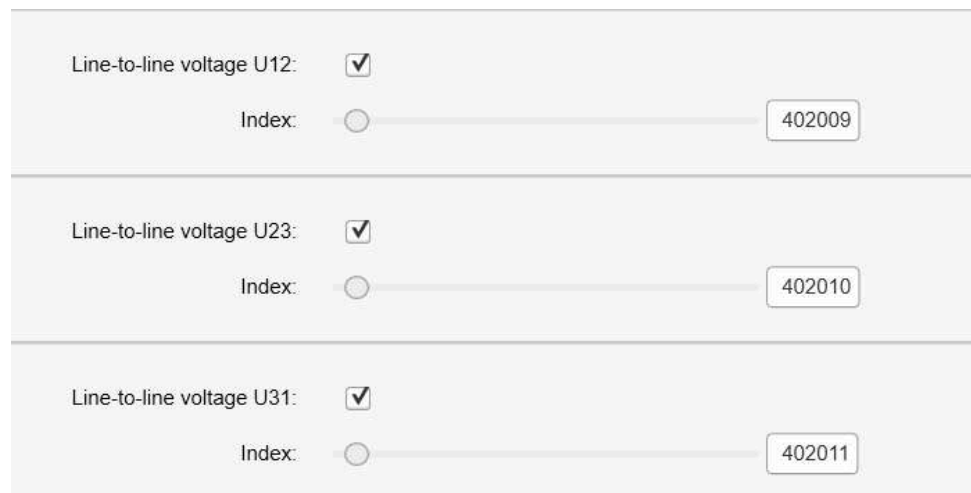 Line-to-line voltage U12:
Index: 402009
Line-to-line voltage U23:
Index: 402010
Line-to-line voltage U31:
Index: 402011